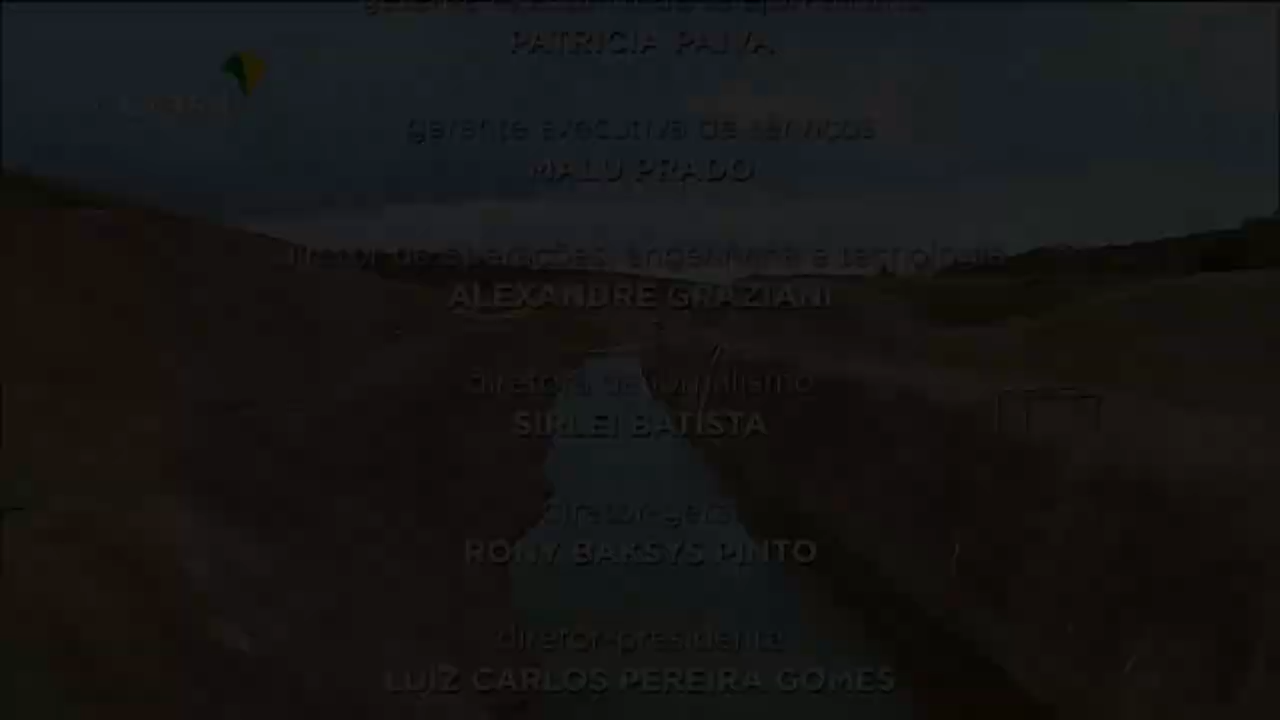 PATRICIA PAIVA
gerente executiva de serviços
MALU PRADO
diretor de operações, engenharia e tecnologia
ALEXANDRE GRAZIANI
diretora de jornalismo
SIRLEI BATISTA
diretor-geral
RONY BAKSYS PINTO
diretor-presidente
LUIZ CARLOS PEREIRA GOMES